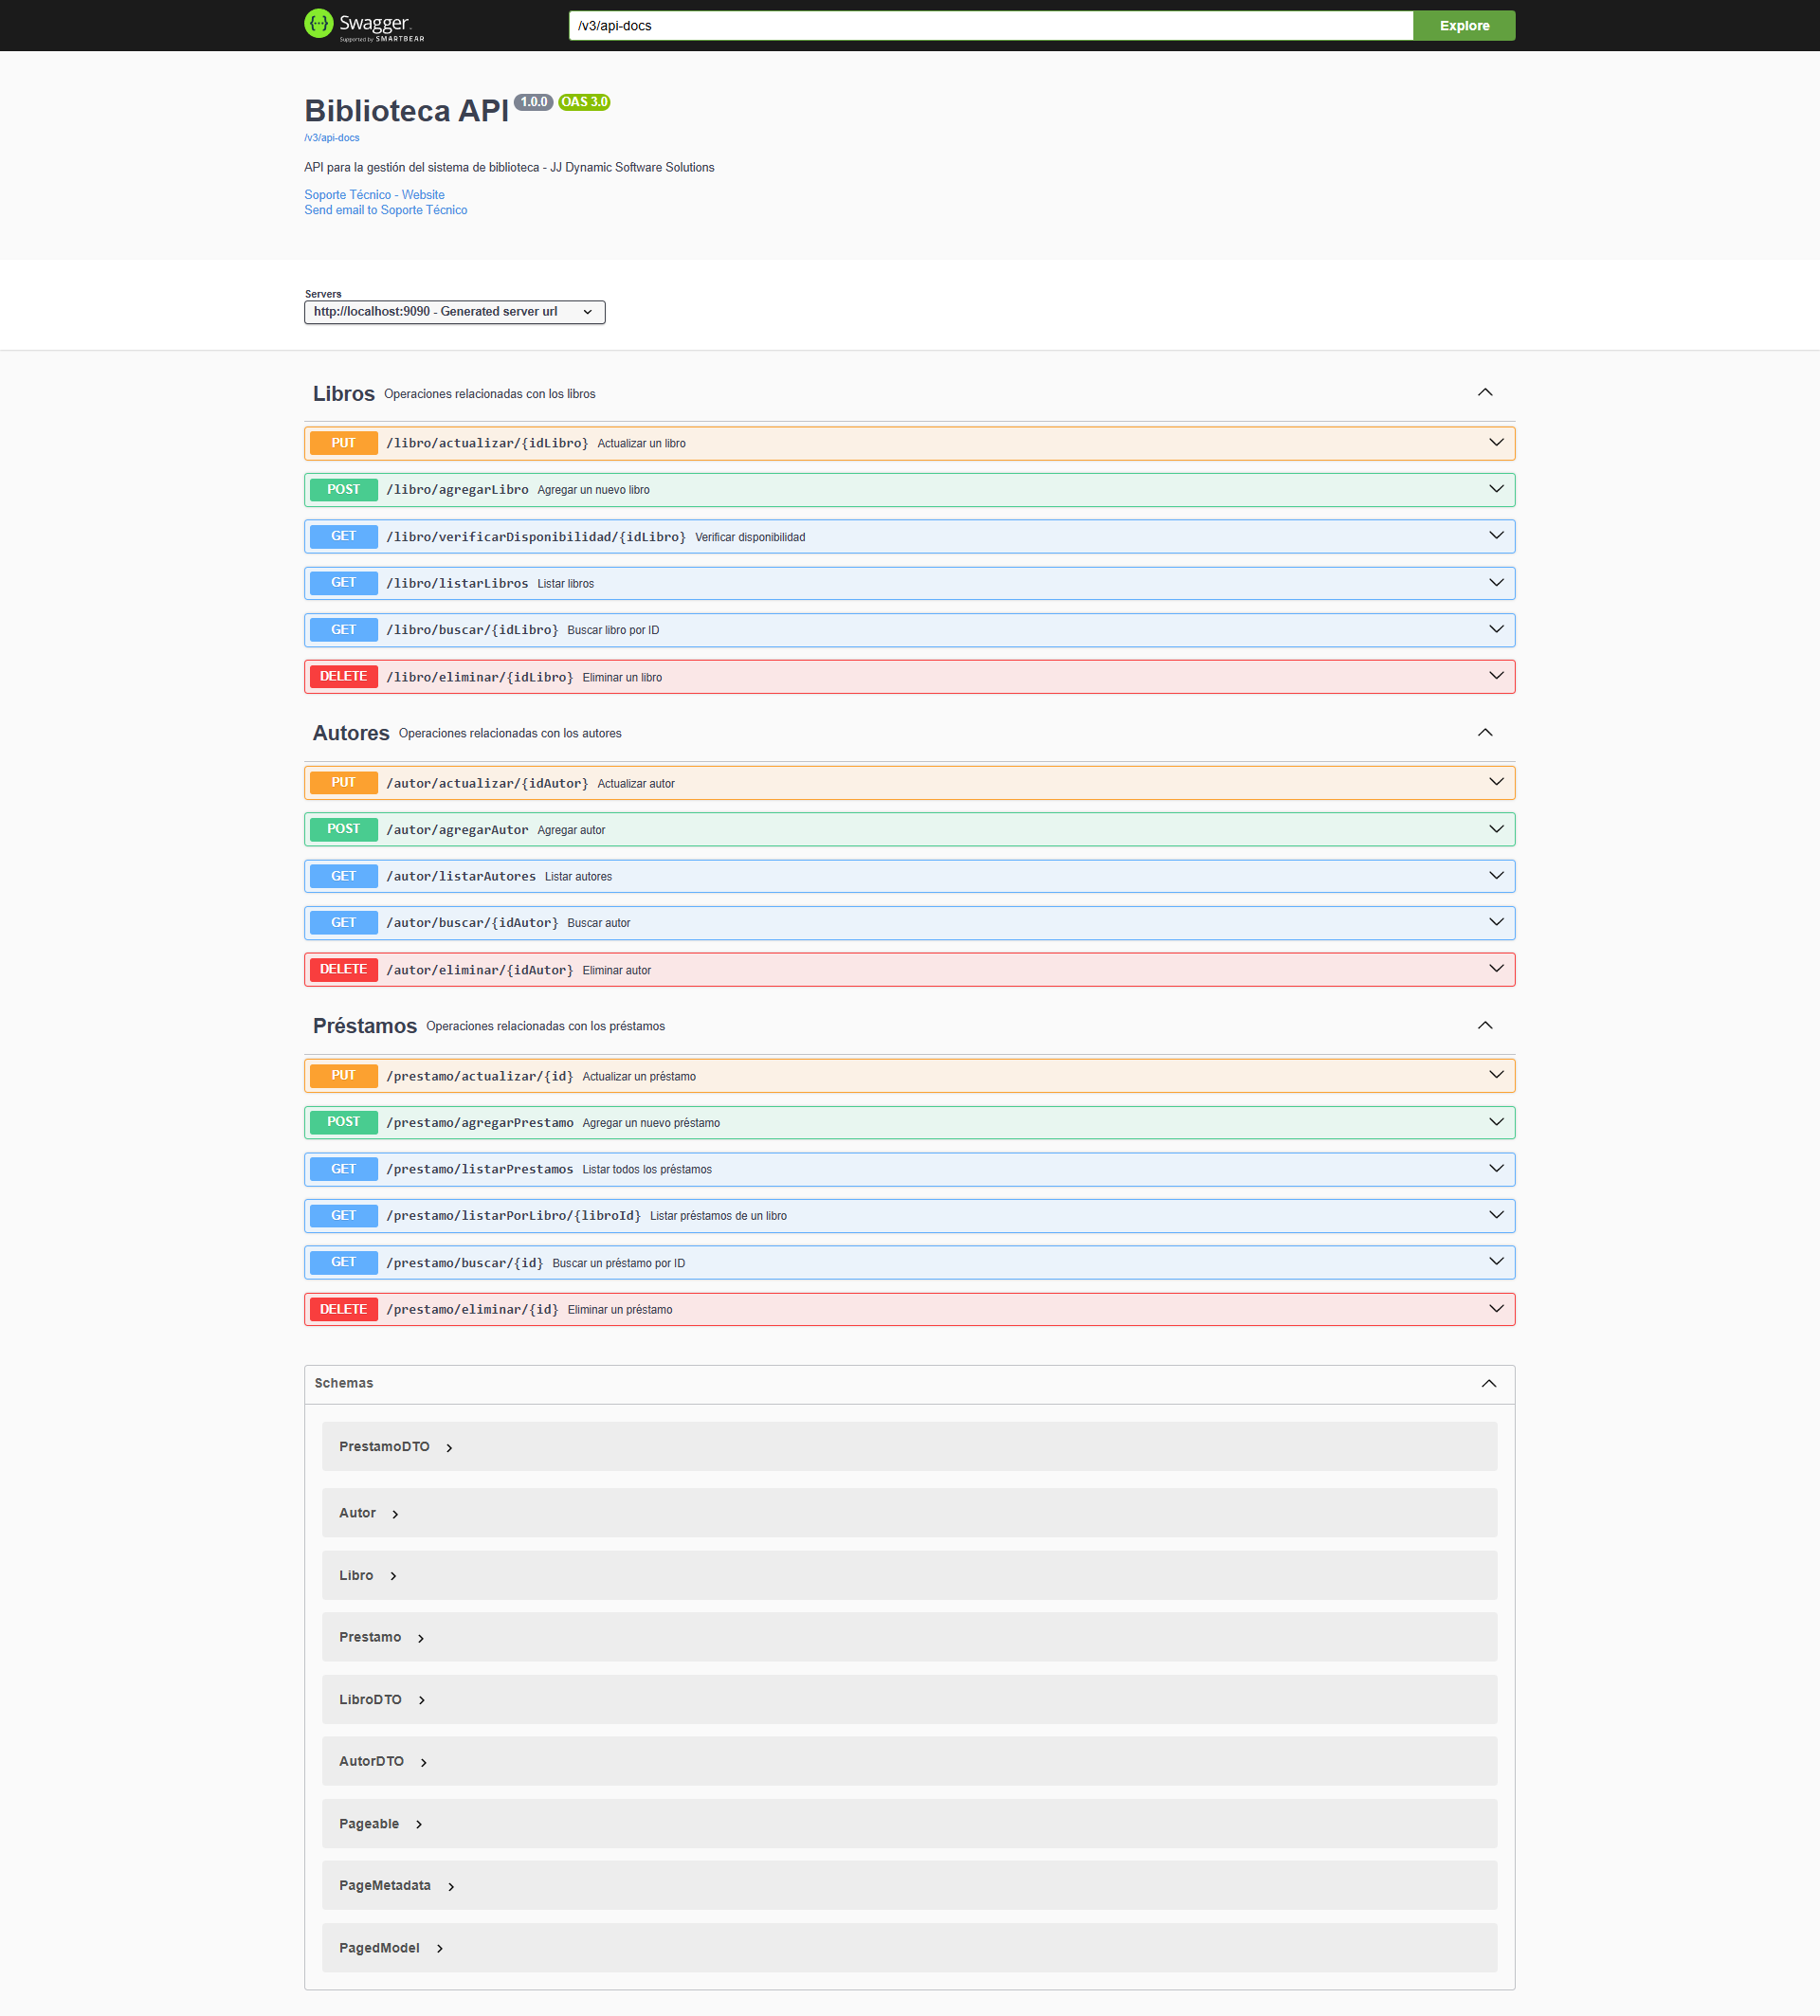 Swagger.
Supported by SMARTBEAR
/v3/api-docs
Explore
Biblioteca API 1.0.0 OAS 3.0
/v3/api-docs
API para la gestión del sistema de biblioteca - JJ Dynamic Software Solutions
Soporte Técnico - Website
Send email to Soporte Técnico
Servers
http://localhost:9090 - Generated server url
Libros Operaciones relacionadas con los libros
PUT /libro/actualizar/{idLibro} Actualizar un libro
POST /libro/agregarLibro Agregar un nuevo libro
GET /libro/verificarDisponibilidad/{idLibro} Verificar disponibilidad
GET /libro/listarLibros Listar libros
GET /libro/buscar/{idLibro} Buscar libro por ID
DELETE /libro/eliminar/{idLibro} Eliminar un libro
Autores Operaciones relacionadas con los autores
PUT /autor/actualizar/{idAutor} Actualizar autor
POST /autor/agregarAutor Agregar autor
GET /autor/listarAutores Listar autores
GET /autor/buscar/{idAutor} Buscar autor
DELETE /autor/eliminar/{idAutor} Eliminar autor
Préstamos Operaciones relacionadas con los préstamos
PUT /prestamo/actualizar/{id} Actualizar un préstamo
POST /prestamo/agregarPrestamo Agregar un nuevo préstamo
GET /prestamo/listarPrestamos Listar todos los préstamos
GET /prestamo/listarPorLibro/{libroId} Listar préstamos de un libro
GET /prestamo/buscar/{id} Buscar un préstamo por ID
DELETE /prestamo/eliminar/{id} Eliminar un préstamo
Schemas
PrestamoDTO
Autor
Libro
Prestamo
LibroDTO
AutorDTO
Pageable
PageMetadata
PagedModel